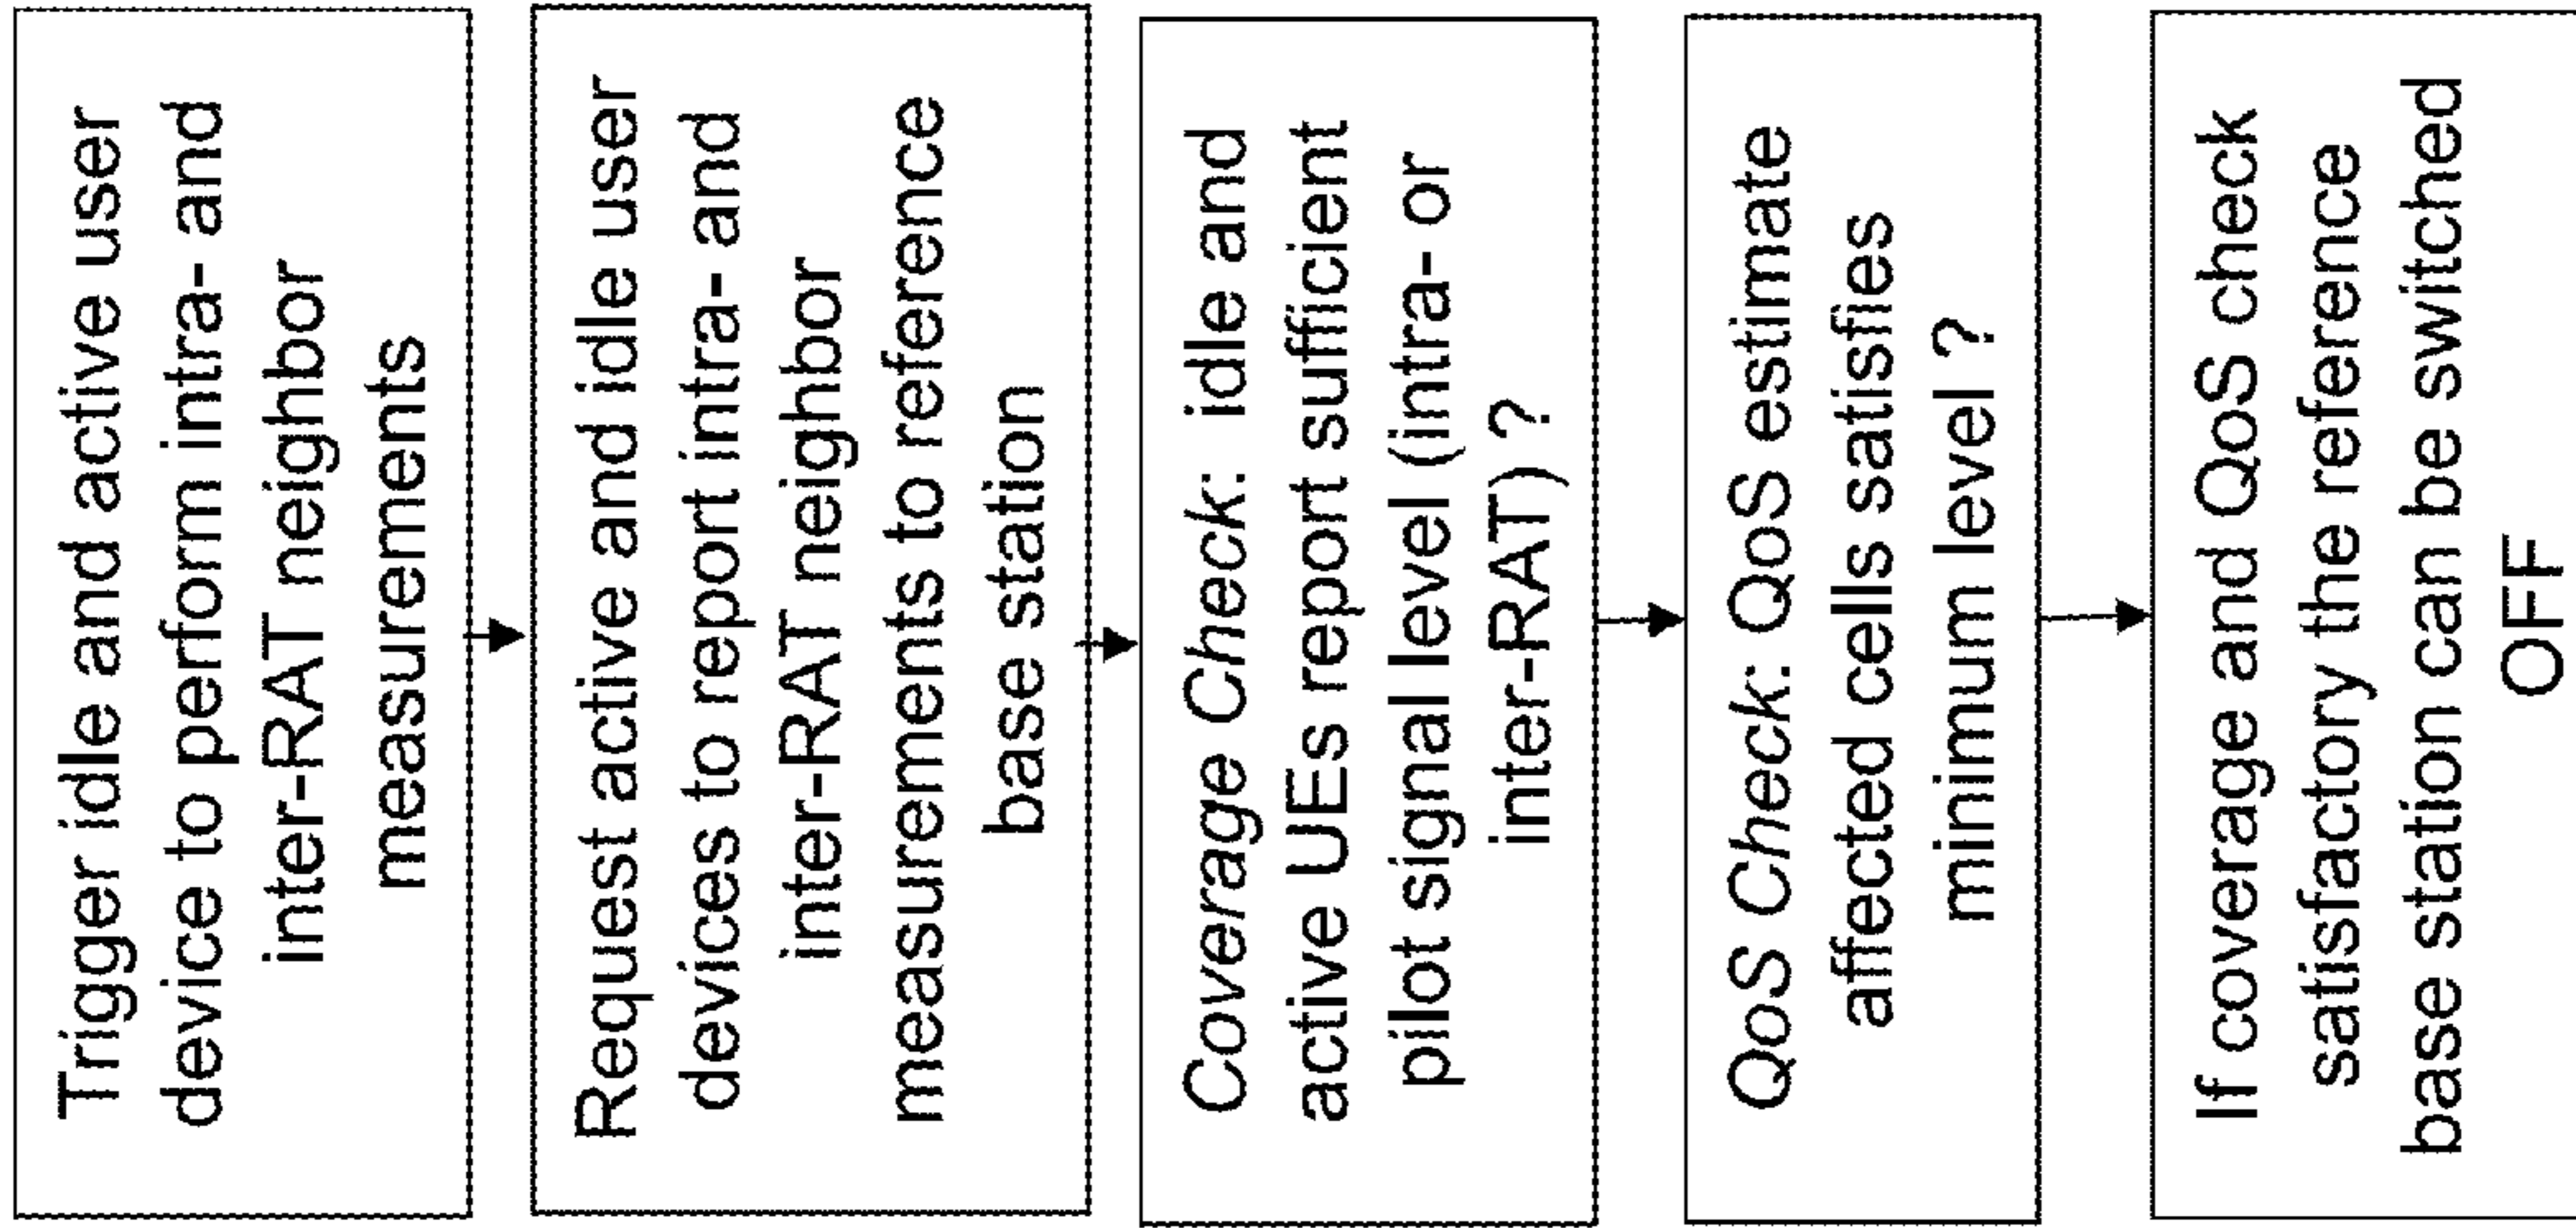 Trigger idle and active user
device to perform intra- and
inter-RAT neighbor
measurements
Request active and idle user
devices to report intra- and
inter-RAT neighbor
measurements to reference
base station
Coverage Check: idle and
active UEs report sufficient
pilot signal level (intra- or
inter-RAT) ?
QoS Check: QoS estimate
affected cells satisfies
minimum level ?
If coverage and QoS check
satisfactory the reference
base station can be switched
OFF